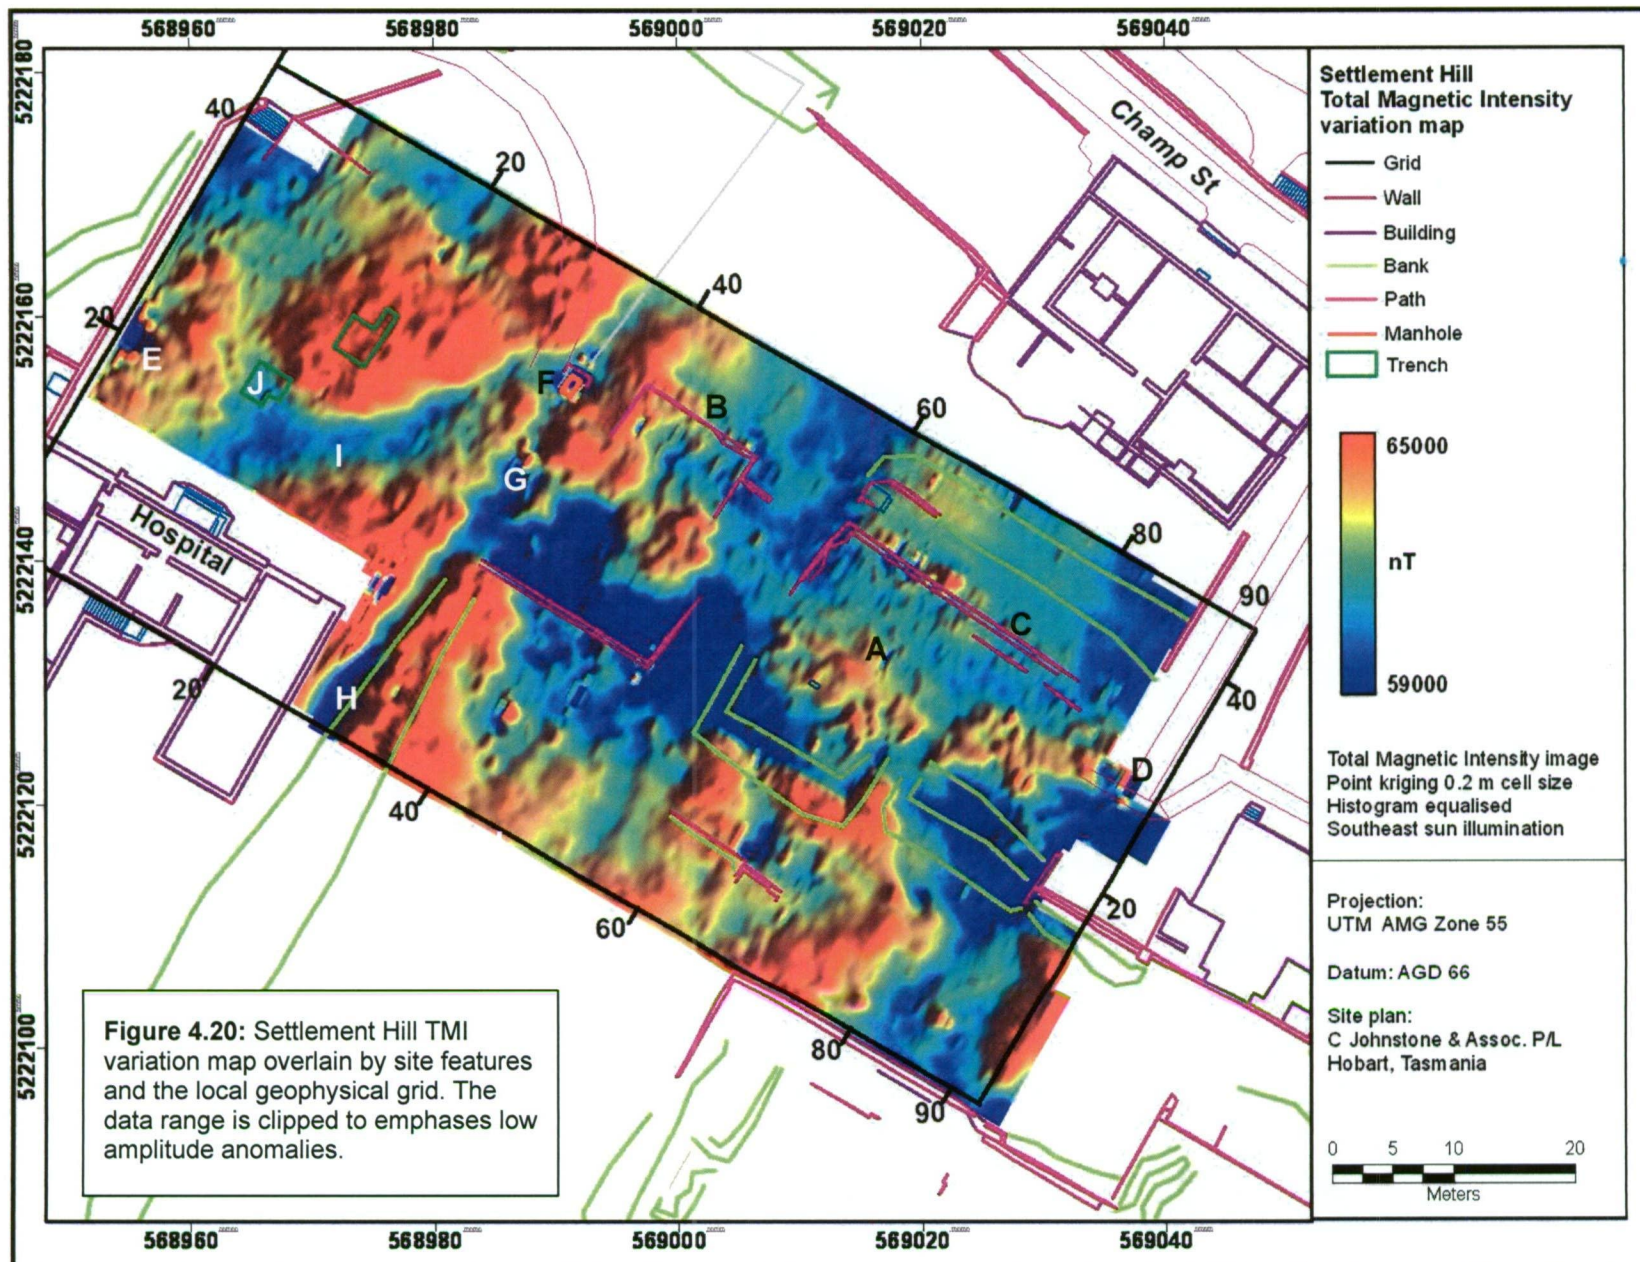 568960
568980
569000
569020
569040
5222180
5222160
5222140
5222120
5222100
40
20
20
40
60
80
90
40
20
20
40
60
80
90
Champ St
Hospital
A
B
C
D
E
F
G
H
I
J
Settlement Hill
Total Magnetic Intensity
variation map
Grid
Wall
Building
Bank
Path
Manhole
Trench
65000
nT
59000
Total Magnetic Intensity image
Point kriging 0.2 m cell size
Histogram equalised
Southeast sun illumination
Projection:
UTM AMG Zone 55
Datum: AGD 66
Site plan:
C Johnstone & Assoc. P/L
Hobart, Tasmania
0 5 10 20
Meters
Figure 4.20: Settlement Hill TMI
variation map overlain by site features
and the local geophysical grid. The
data range is clipped to emphases low
amplitude anomalies.
568960
568980
569000
569020
569040